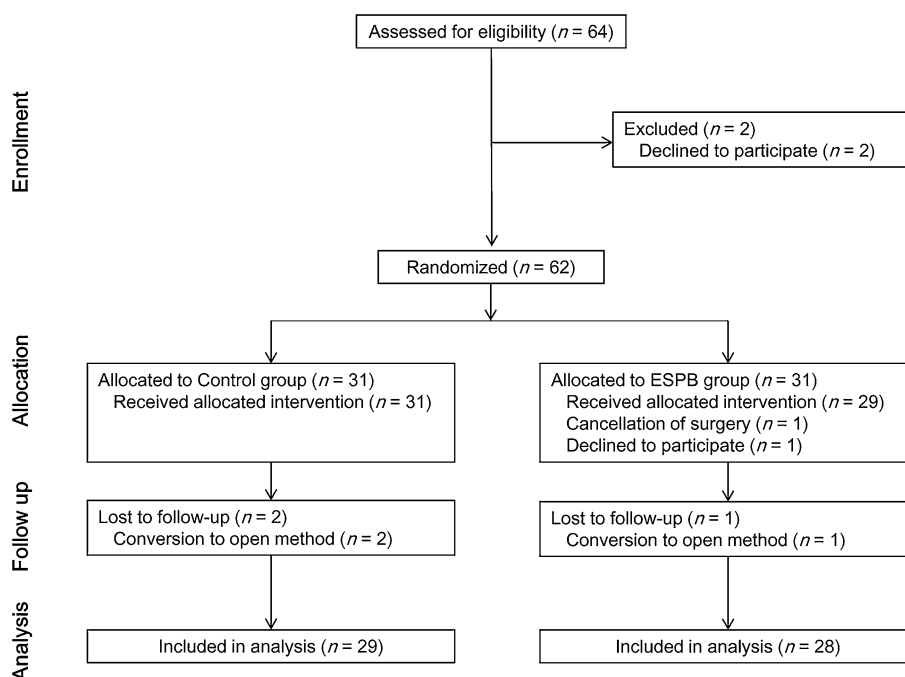 Enrollment
Assessed for eligibility (n = 64)
Excluded (n = 2)
Declined to participate (n = 2)
Randomized (n = 62)
Allocation
Allocated to Control group (n = 31)
Received allocated intervention (n = 31)
Allocated to ESPB group (n = 31)
Received allocated intervention (n = 29)
Cancellation of surgery (n = 1)
Declined to participate (n = 1)
Follow up
Lost to follow-up (n = 2)
Conversion to open method (n = 2)
Lost to follow-up (n = 1)
Conversion to open method (n = 1)
Analysis
Included in analysis (n = 29)
Included in analysis (n = 28)